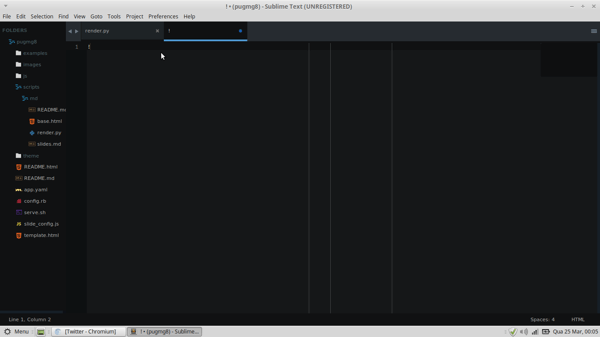 ! • (pugmg8) - Sublime Text (UNREGISTERED)
File Edit Selection Find View Goto Tools Project Preferences Help
FOLDERS
render.py
!
pugmg8
1
!
examples
images
js
scripts
md
README.md
base.html
render.py
slides.md
theme
README.html
README.md
app.yaml
config.rb
serve.sh
slide_config.js
template.html
Line 1, Column 2
Spaces: 4
HTML
Menu
[Twitter - Chromium]
! • (pugmg8) - Sublime...
Qua 25 Mar, 00:05